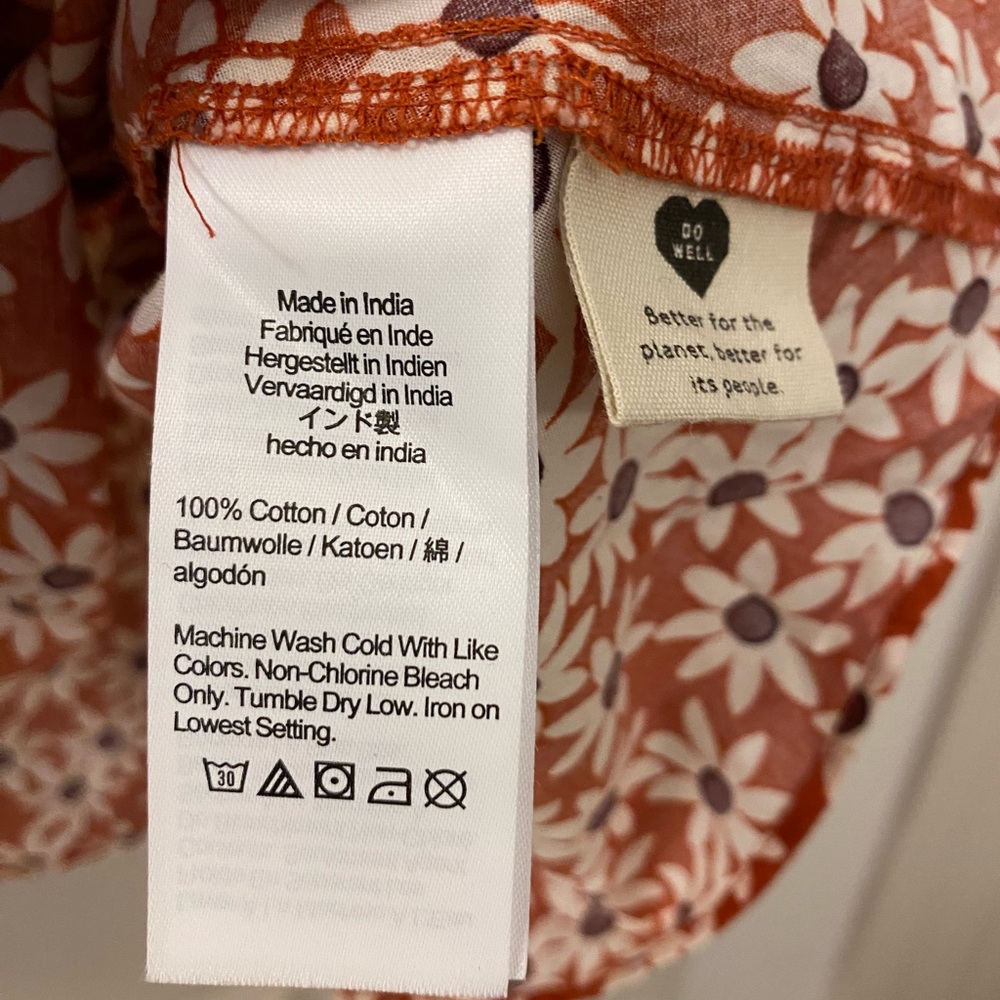 Made in India
Fabriqué en Inde
Hergestellt in Indien
Vervaardigd in India
インド製
hecho en india
100% Cotton / Coton /
Baumwolle / Katoen / 綿 /
algodón
Machine Wash Cold With Like
Colors. Non-Chlorine Bleach
Only. Tumble Dry Low. Iron on
Lowest Setting.
30
DO
WELL
Better for the
planet, better for
its people.